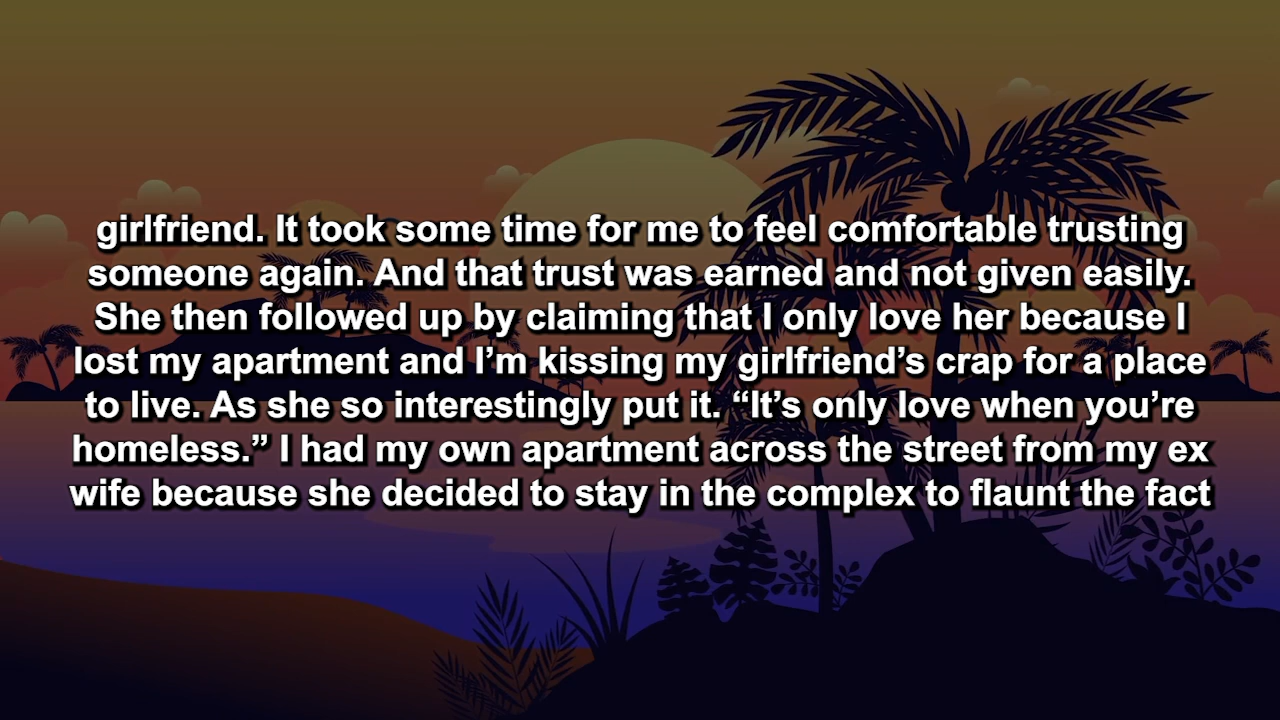 girlfriend. It took some time for me to feel comfortable trusting
someone again. And that trust was earned and not given easily.
She then followed up by claiming that I only love her because I
lost my apartment and I’m kissing my girlfriend’s crap for a place
to live. As she so interestingly put it. “It’s only love when you’re
homeless.” I had my own apartment across the street from my ex
wife because she decided to stay in the complex to flaunt the fact